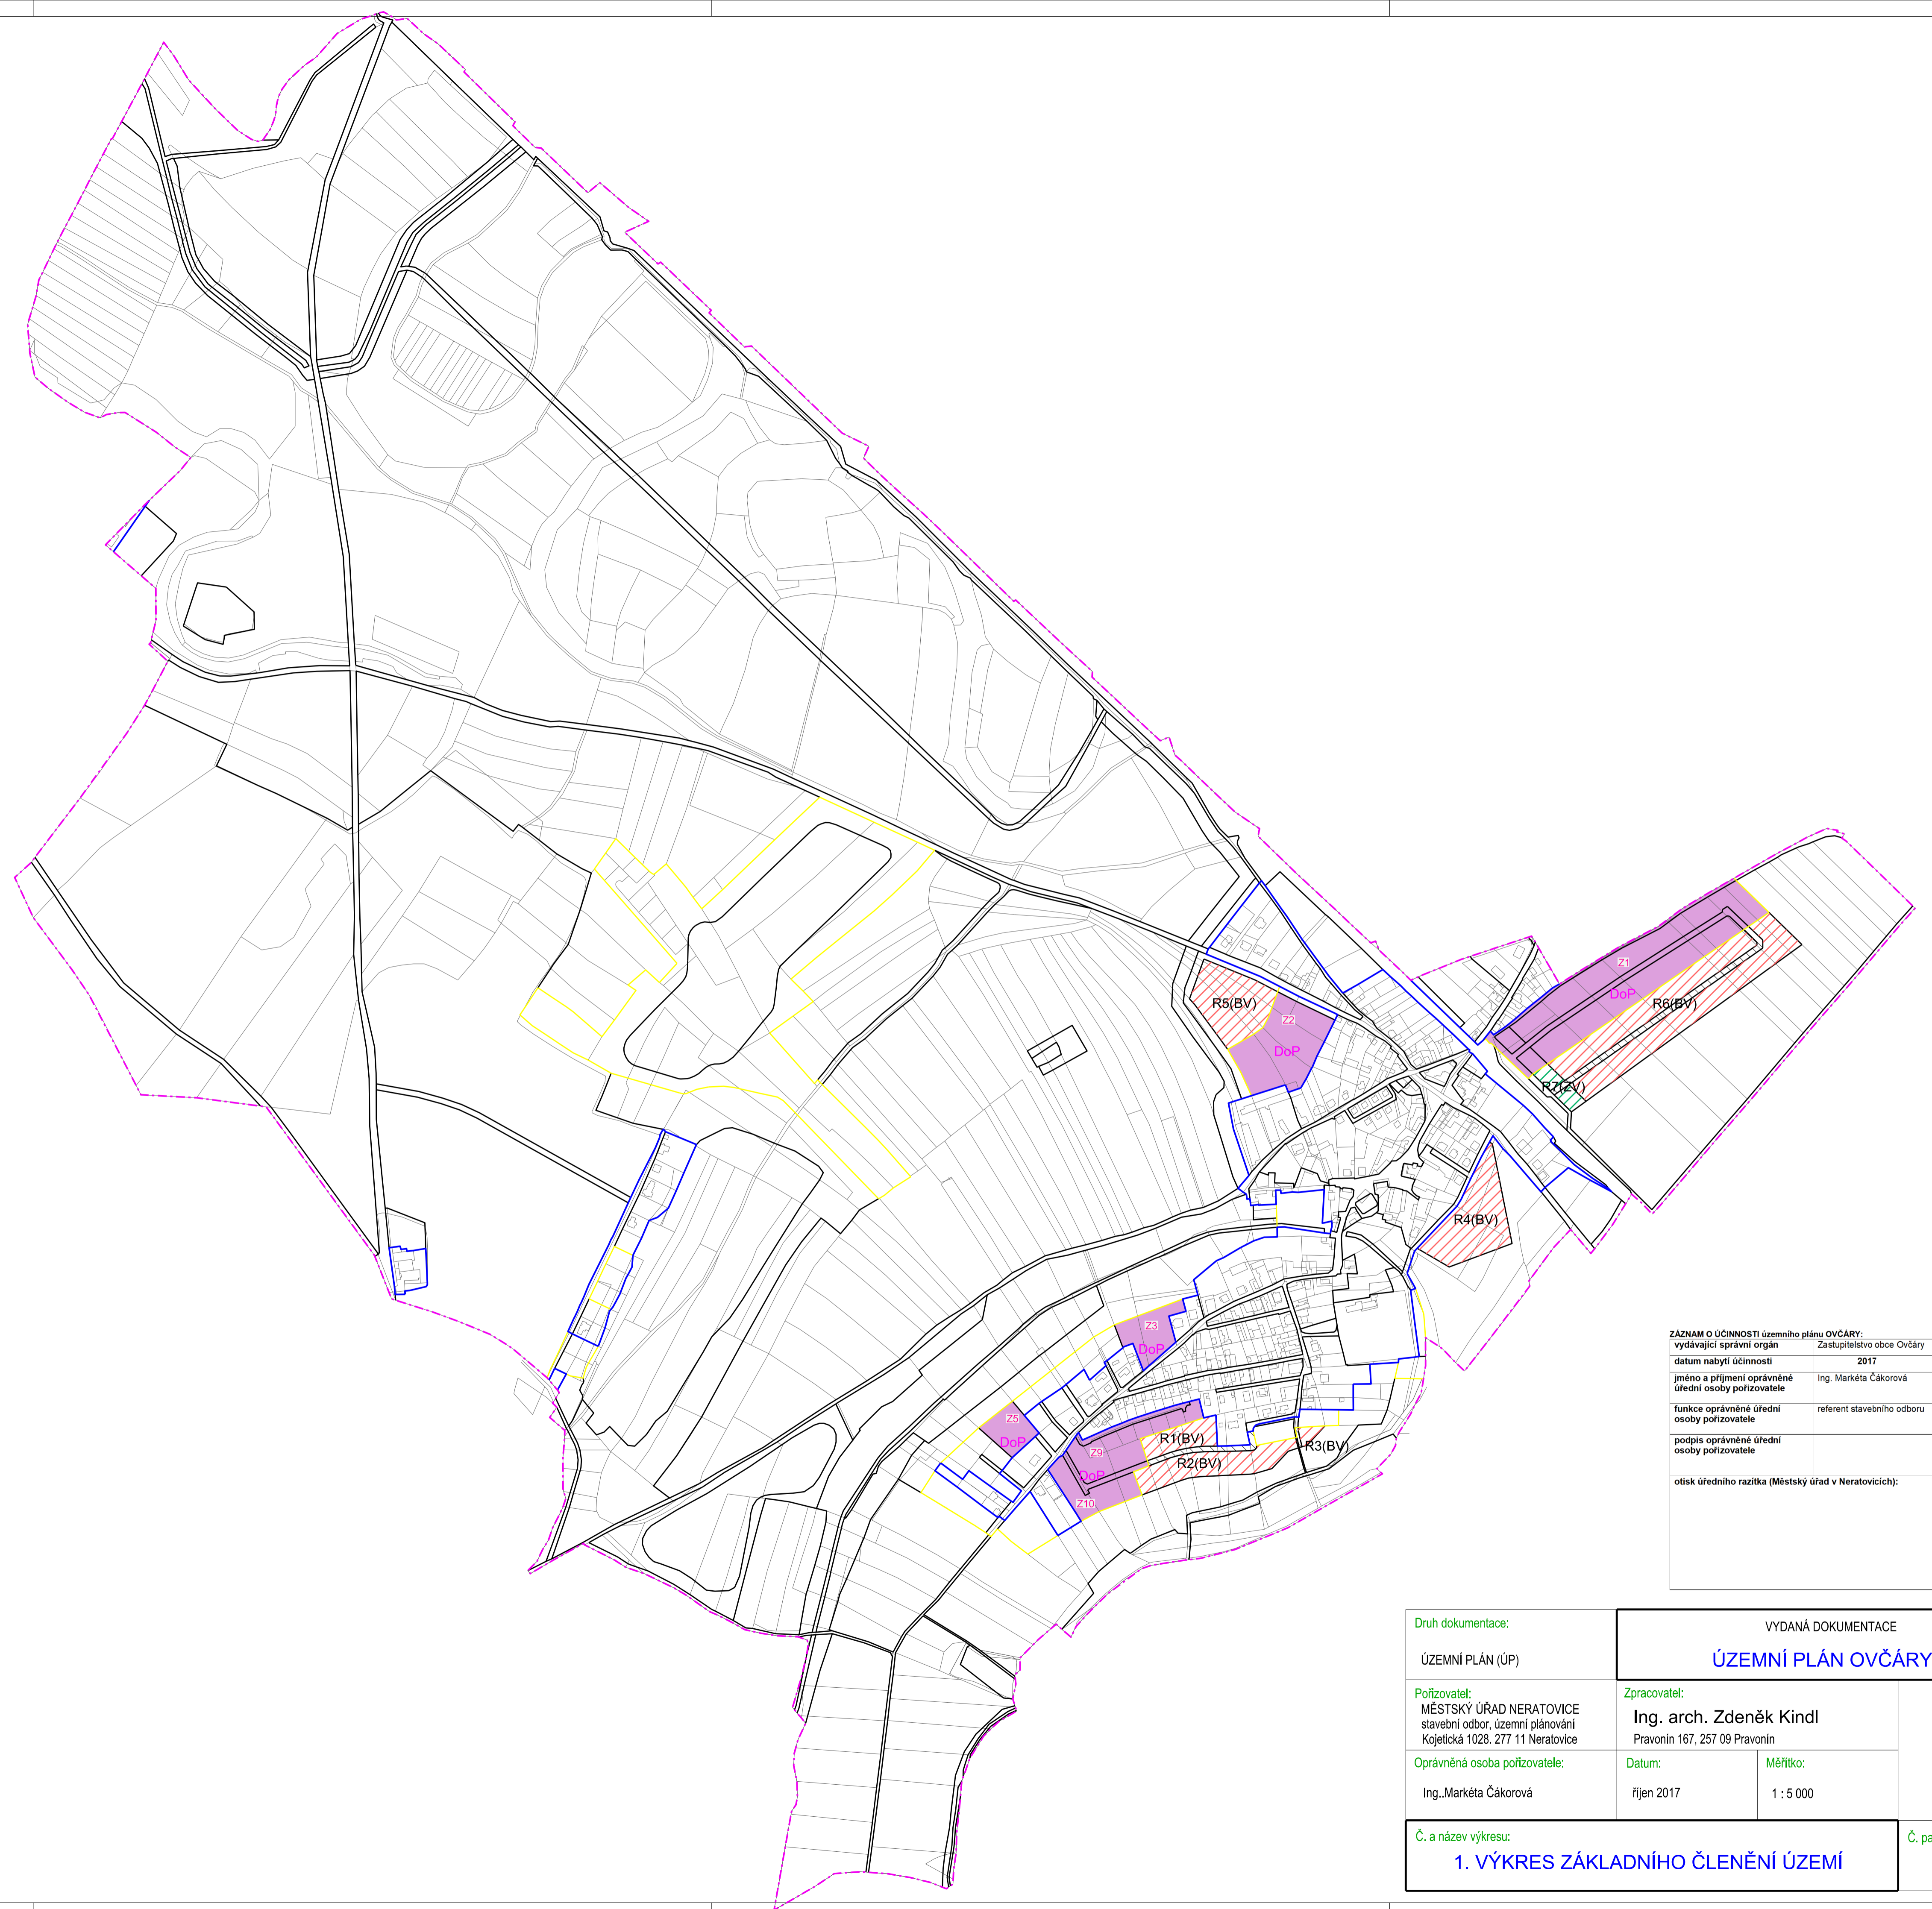 Z1
DoP
R6(BV)
R7(ZV)
R5(BV)
Z2
DoP
R4(BV)
Z3
DoP
Z5
DoP
Z9
DoP
Z10
R1(BV)
R2(BV)
R3(BV)
ZÁZNAM O ÚČINNOSTI územního plánu OVČÁRY:
vydávající správní orgán Zastupitelstvo obce Ovčáry
datum nabytí účinnosti 2017
jméno a příjmení oprávněné Ing. Markéta Čákorová
úřední osoby pořizovatele
funkce oprávněné úřední referent stavebního odboru
osoby pořizovatele
podpis oprávněné úřední
osoby pořizovatele
otisk úředního razítka (Městský úřad v Neratovicích):
Druh dokumentace:
ÚZEMNÍ PLÁN (ÚP)
VYDANÁ DOKUMENTACE
ÚZEMNÍ PLÁN OVČÁRY
Pořizovatel:
MĚSTSKÝ ÚŘAD NERATOVICE
stavební odbor, územní plánování
Kojetická 1028. 277 11 Neratovice
Zpracovatel:
Ing. arch. Zdeněk Kindl
Pravonín 167, 257 09 Pravonín
Oprávněná osoba pořizovatele:
Ing..Markéta Čákorová
Datum:
říjen 2017
Měřítko:
1 : 5 000
Č. a název výkresu:
1. VÝKRES ZÁKLADNÍHO ČLENĚNÍ ÚZEMÍ
Č. pa